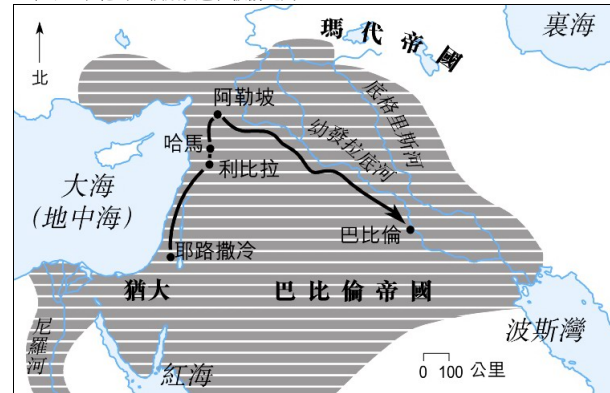 瑪代帝國
裏海
北
阿勒坡
底格里斯河
幼發拉底河
哈馬
利比拉
大海
(地中海)
巴比倫
耶路撒冷
猶大
巴比倫帝國
尼羅河
紅海
波斯灣
0 100 公里